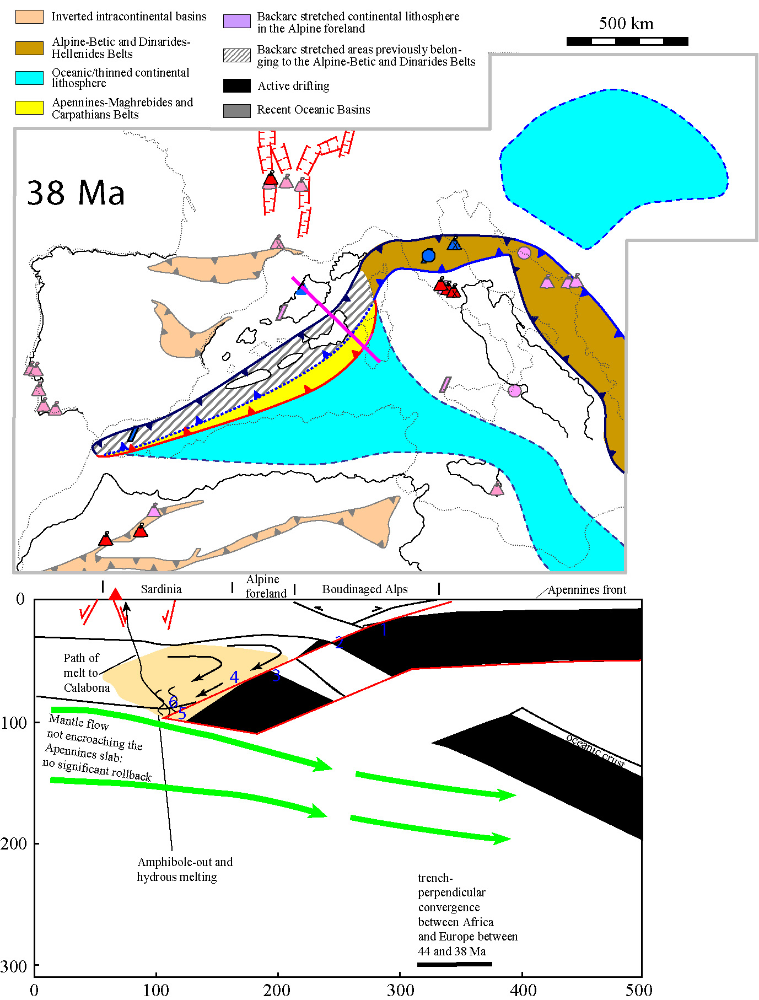 Inverted intracontinental basins
Alpine-Betic and Dinarides-
Hellenides Belts
Oceanic/thinned continental
lithosphere
Apennines-Maghrebides and
Carpathians Belts
Backarc stretched continental lithosphere
in the Alpine foreland
Backarc stretched areas previously belon-
ging to the Alpine-Betic and Dinarides Belts
Active drifting
Recent Oceanic Basins
500 km
38 Ma
Sardinia
Alpine
foreland
Boudinaged Alps
Apennines front
0
100
200
300
1
2
3
4
5
6
Path of
melt to
Calabona
Mantle flow
not encroaching the
Apennines slab:
no significant rollback
oceanic crust
Amphibole-out and
hydrous melting
trench-
perpendicular
convergence
between Africa
and Europe between
44 and 38 Ma
0
100
200
300
400
500